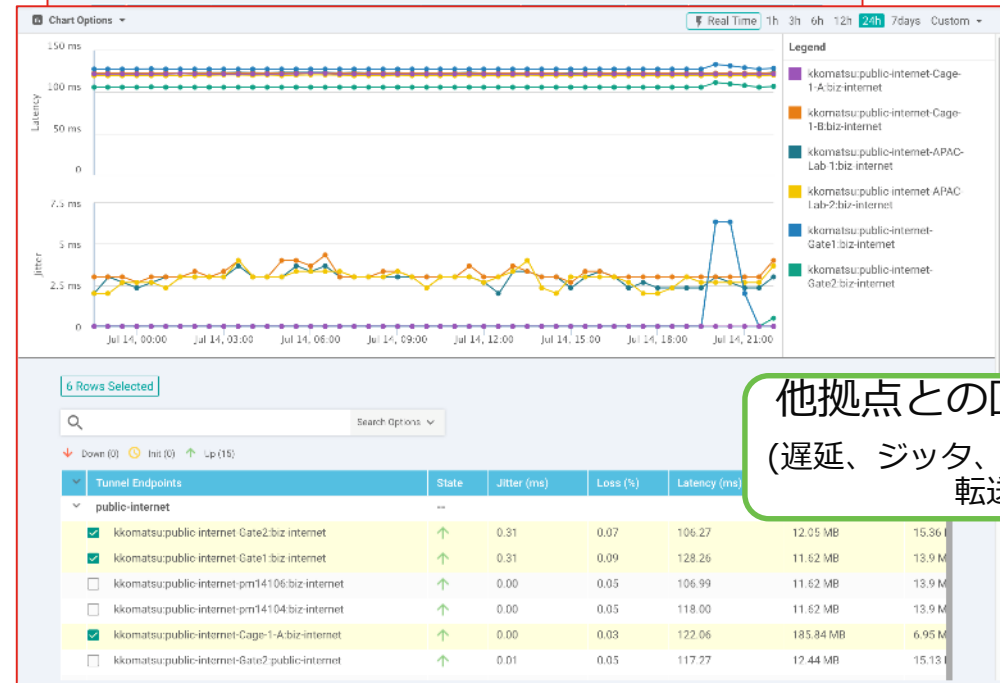 Chart Options
Real Time 1h 3h 6h 12h 24h 7days Custom
150 ms
100 ms
50 ms
0
Latency
7.5 ms
5 ms
2.5 ms
0
Jitter
Jul 14, 00:00 Jul 14, 03:00 Jul 14, 06:00 Jul 14, 09:00 Jul 14, 12:00 Jul 14, 15:00 Jul 14, 18:00 Jul 14, 21:00
Legend
kkomatsu:public-internet-Cage-
1-A:biz-internet
kkomatsu:public-internet-Cage-
1-B:biz-internet
kkomatsu:public-internet-APAC-
Lab-1:biz-internet
kkomatsu:public-internet-APAC-
Lab-2:biz-internet
kkomatsu:public-internet-
Gate1:biz-internet
kkomatsu:public-internet-
Gate2:biz-internet
6 Rows Selected
Search Options
Down (0) Init (0) Up (15)
他拠点との
(遅延、ジッタ、
転送
Tunnel Endpoints State Jitter (ms) Loss (%) Latency (ms)
public-internet --
kkomatsu:public-internet-Gate2:biz-internet 0.31 0.07 106.27 12.05 MB 15.36
kkomatsu:public-internet-Gate1:biz-internet 0.31 0.09 128.26 11.62 MB 13.9 M
kkomatsu:public-internet-pm14106:biz-internet 0.00 0.05 106.99 11.62 MB 13.9 M
kkomatsu:public-internet-pm14104:biz-internet 0.00 0.05 118.00 11.62 MB 13.9 M
kkomatsu:public-internet-Cage-1-A:biz-internet 0.00 0.03 122.06 185.84 MB 6.95 M
kkomatsu:public-internet-Gate2:public-internet 0.01 0.05 117.27 12.44 MB 15.13